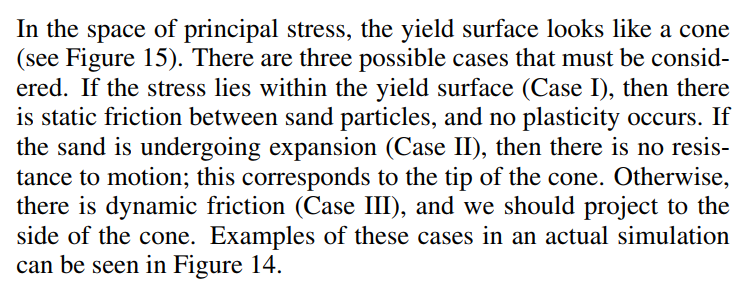 In the space of principal stress, the yield surface looks like a cone
(see Figure 15). There are three possible cases that must be consid-
ered. If the stress lies within the yield surface (Case I), then there
is static friction between sand particles, and no plasticity occurs. If
the sand is undergoing expansion (Case II), then there is no resis-
tance to motion; this corresponds to the tip of the cone. Otherwise,
there is dynamic friction (Case III), and we should project to the
side of the cone. Examples of these cases in an actual simulation
can be seen in Figure 14.